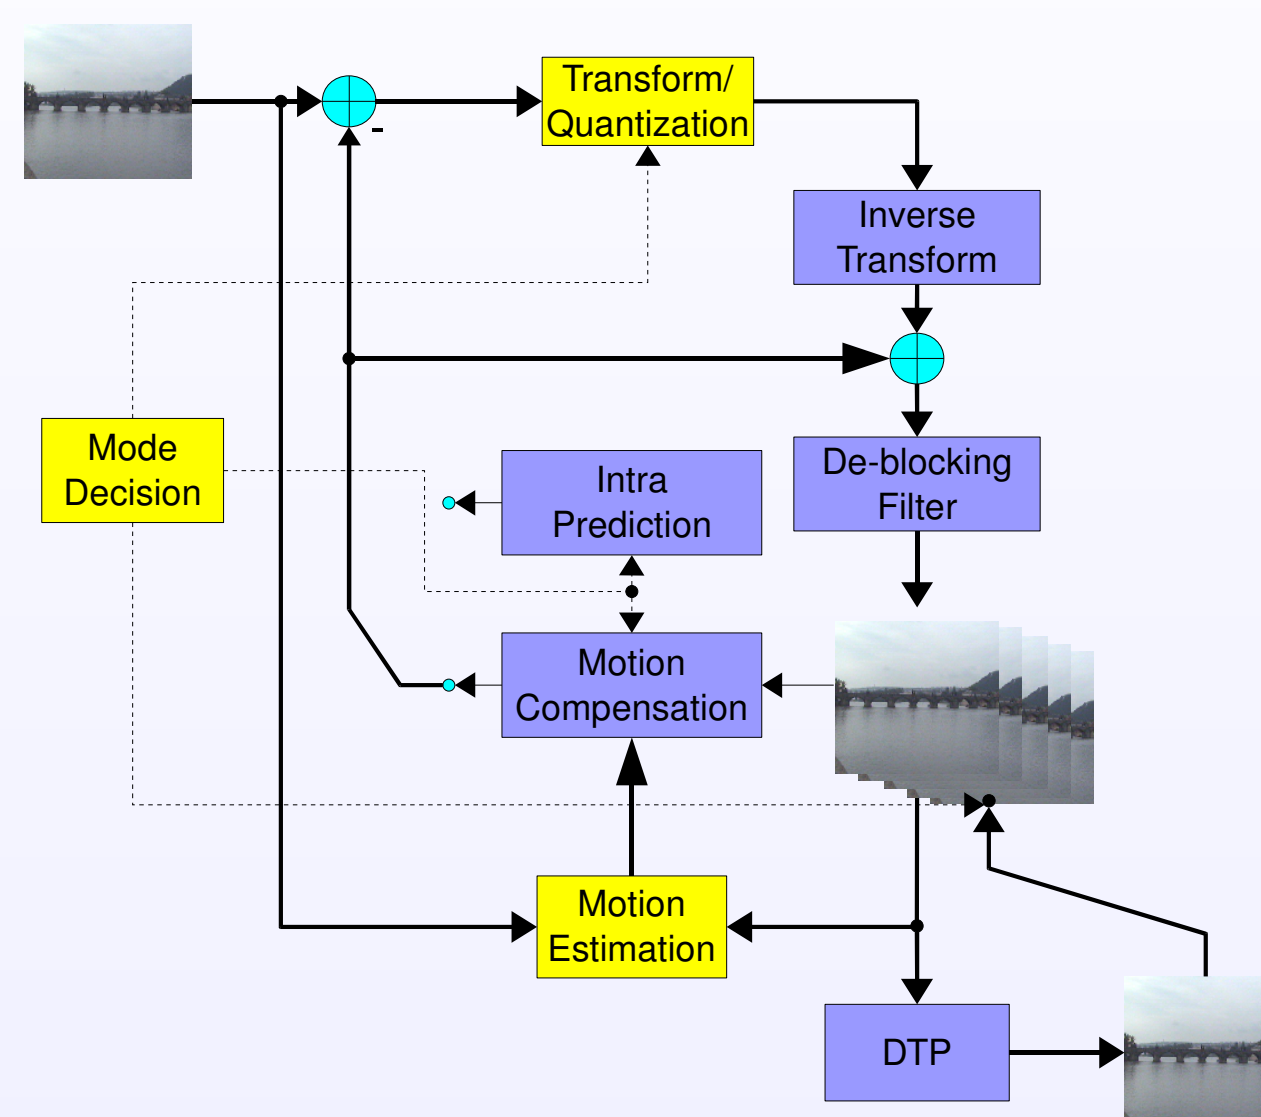 Transform/
Quantization
-
Inverse
Transform
Mode
Decision
Intra
Prediction
De-blocking
Filter
Motion
Compensation
Motion
Estimation
DTP